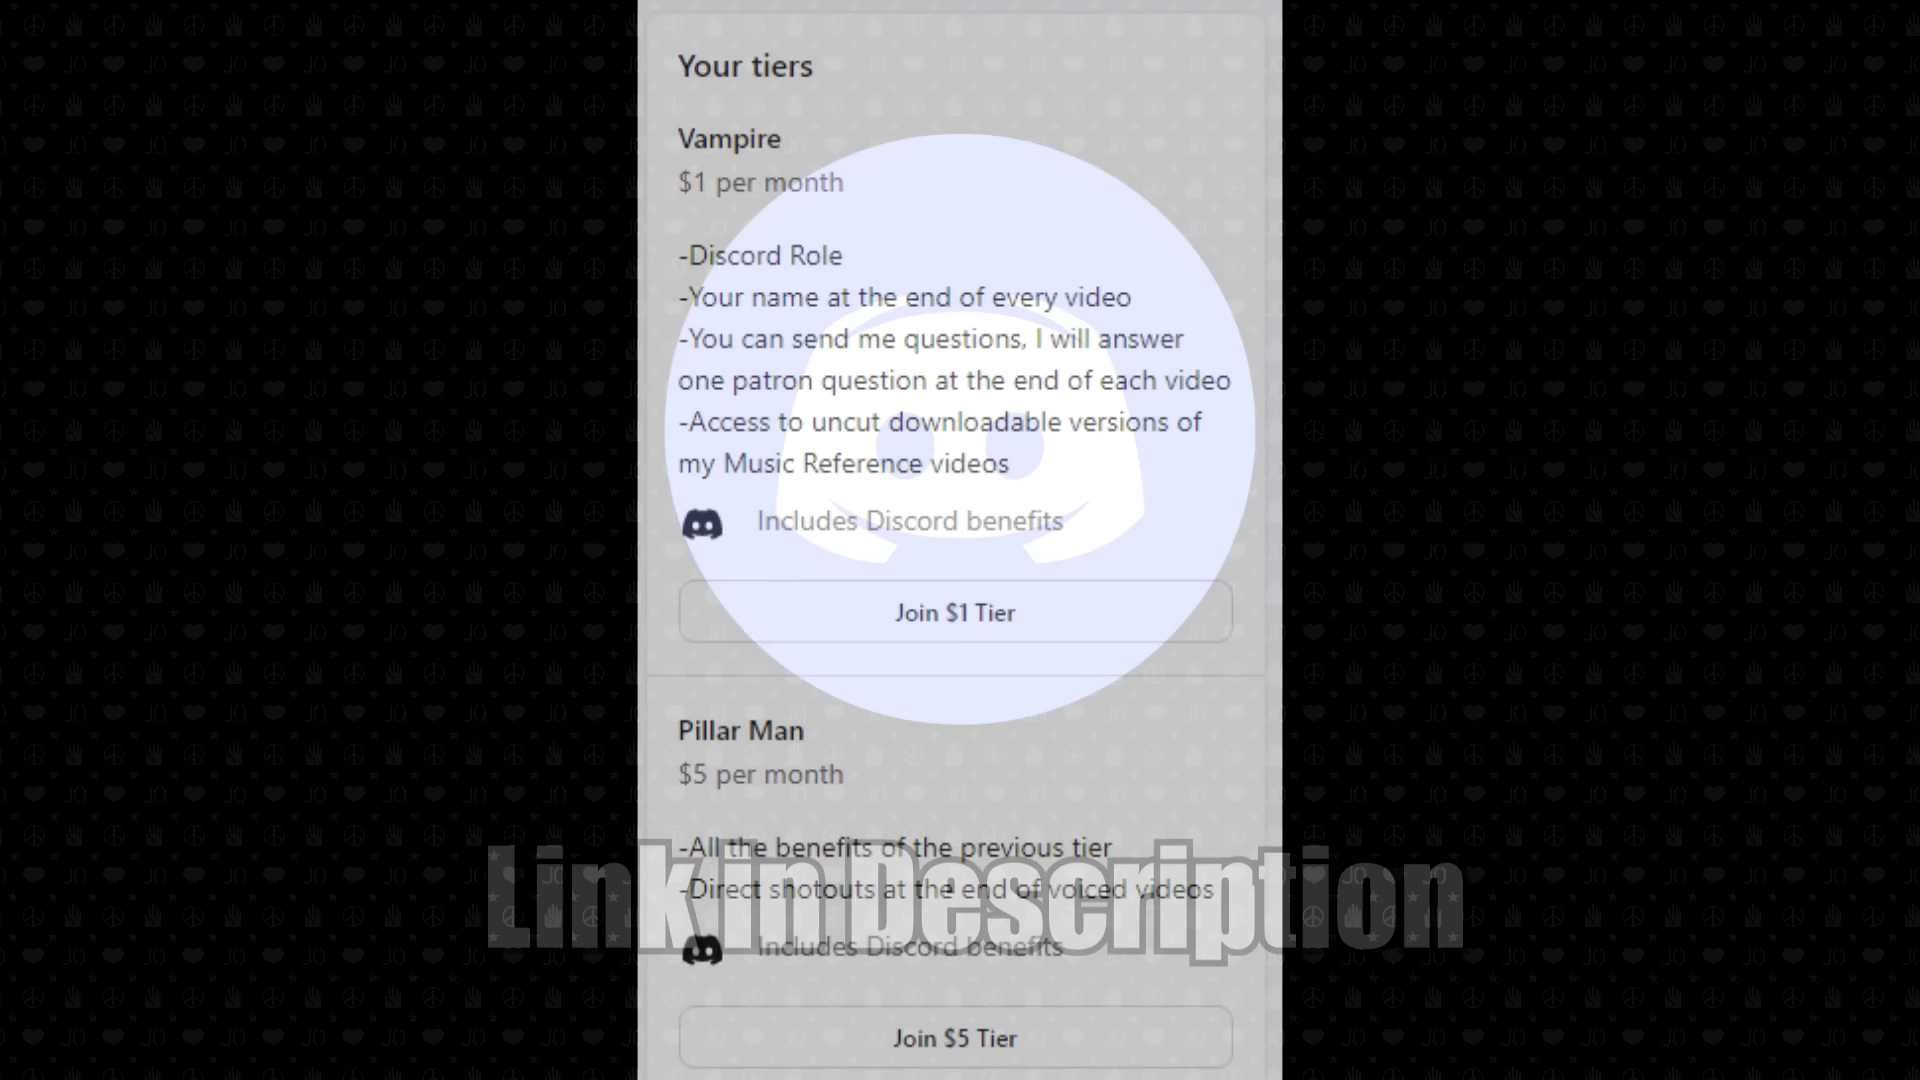 Your tiers
Vampire
$1 per month
-Discord Role
-Your name at the end of every video
-You can send me questions, I will answer
one patron question at the end of each video
-Access to uncut downloadable versions of
my Music Reference videos
Includes Discord benefits
Join $1 Tier
Pillar Man
$5 per month
-All the benefits of the previous tier
-Direct shotouts at the end of voiced videos
Link in Description
Includes Discord benefits
Join $5 Tier